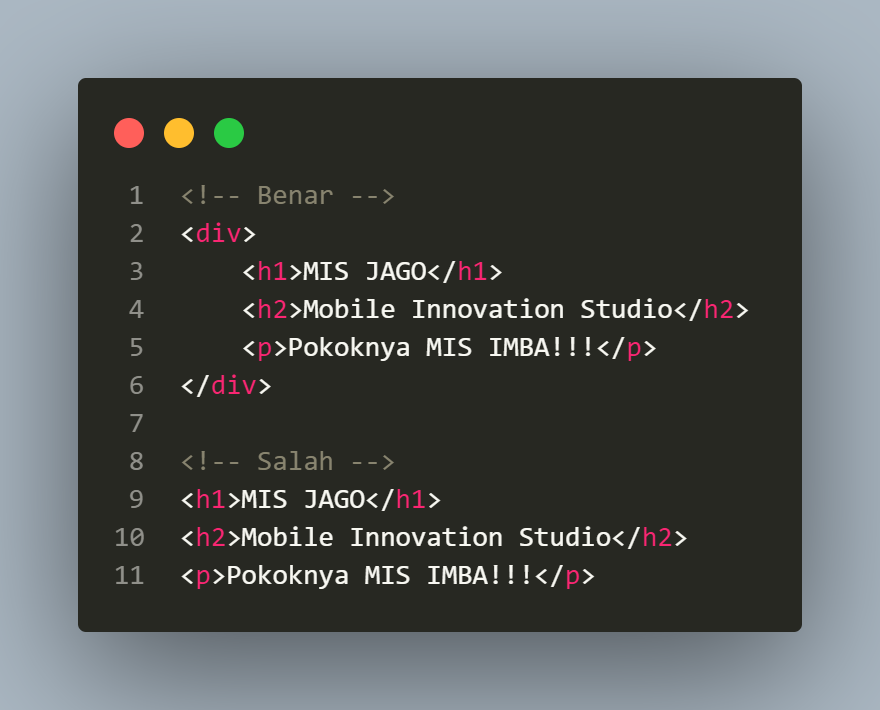 1 <!-- Benar -->
2 <div>
3     <h1>MIS JAGO</h1>
4     <h2>Mobile Innovation Studio</h2>
5     <p>Pokoknya MIS IMBA!!!</p>
6 </div>
7
8 <!-- Salah -->
9 <h1>MIS JAGO</h1>
10 <h2>Mobile Innovation Studio</h2>
11 <p>Pokoknya MIS IMBA!!!</p>